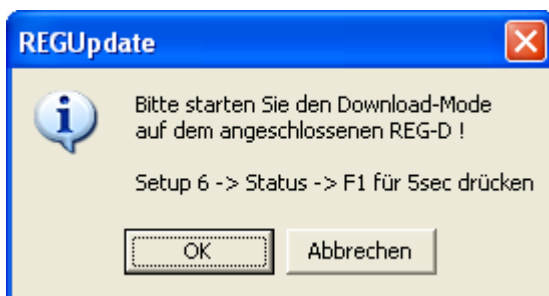 REGUpdate
Bitte starten Sie den Download-Mode
auf dem angeschlossenen REG-D !
Setup 6 -> Status -> F1 für 5sec drücken
OK
Abbrechen